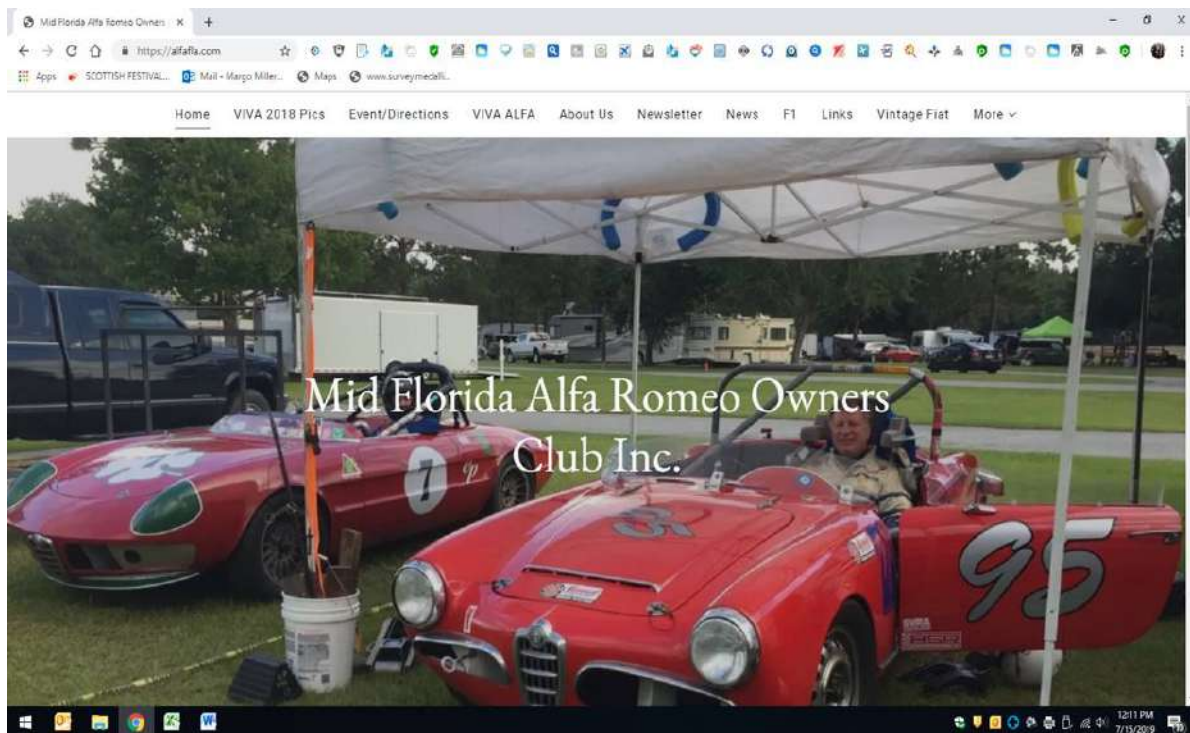 Mid Florida Alfa Romeo Owners
https://alfafla.com
Apps SCOTTISH FESTIVAL... Mail - Margo Miller... Maps www.surveymedalli...
Home VIVA 2018 Pics Event/Directions VIVA ALFA About Us Newsletter News F1 Links Vintage Fiat More
Mid Florida Alfa Romeo Owners
Club Inc.
7
95
95
12:11 PM
7/15/2019